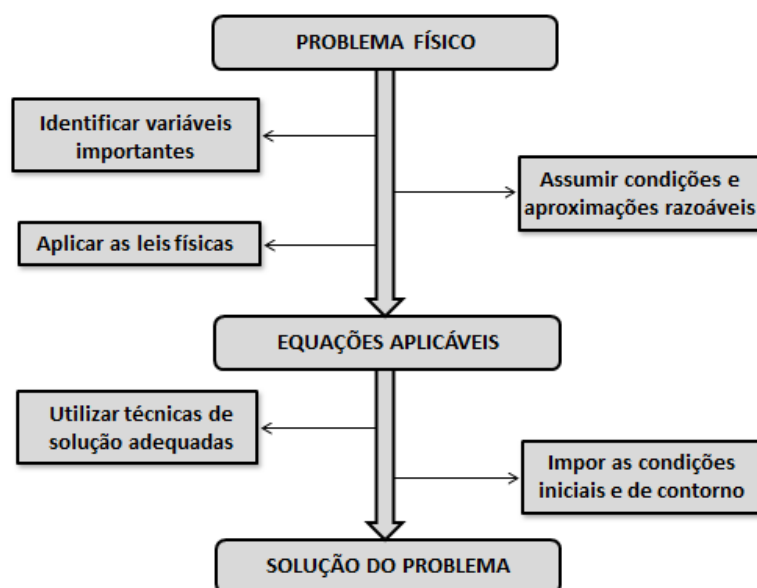 PROBLEMA FÍSICO
Identificar variáveis
importantes
Assumir condições e
aproximações razoáveis
Aplicar as leis físicas
EQUAÇÕES APLICÁVEIS
Utilizar técnicas de
solução adequadas
Impor as condições
iniciais e de contorno
SOLUÇÃO DO PROBLEMA